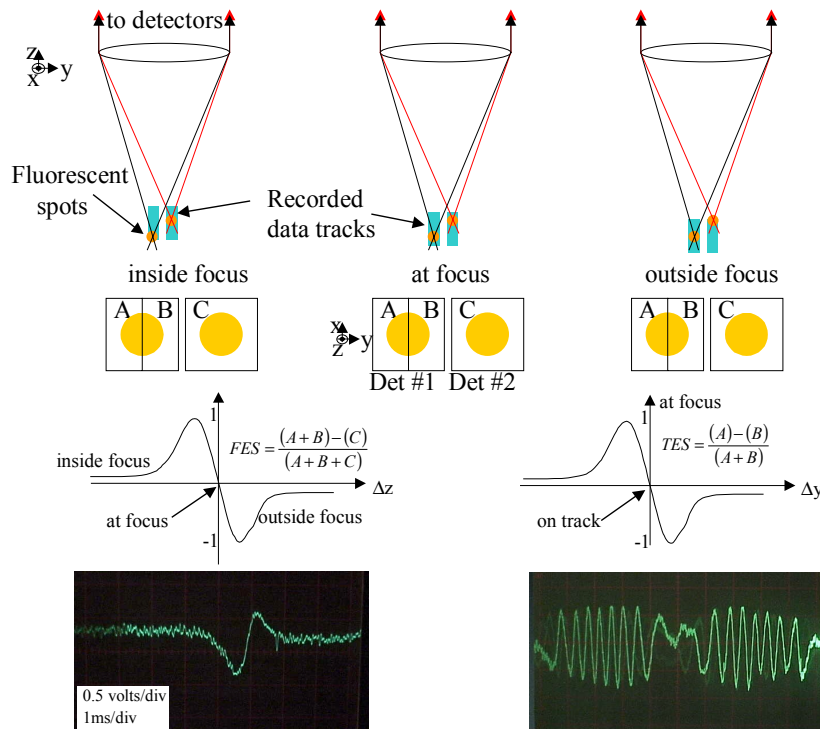 to detectors
z
y
x
Fluorescent
spots
Recorded
data tracks
inside focus
at focus
outside focus
A B
C
x
z
y
A B
C
A B
C
Det #1 Det #2
1
FES = (A+B)−(C)
(A+B+C)
inside focus
Δz
at focus
outside focus
-1
at focus
1
TES = (A)−(B)
(A+B)
Δy
on track
-1
0.5 volts/div
1ms/div